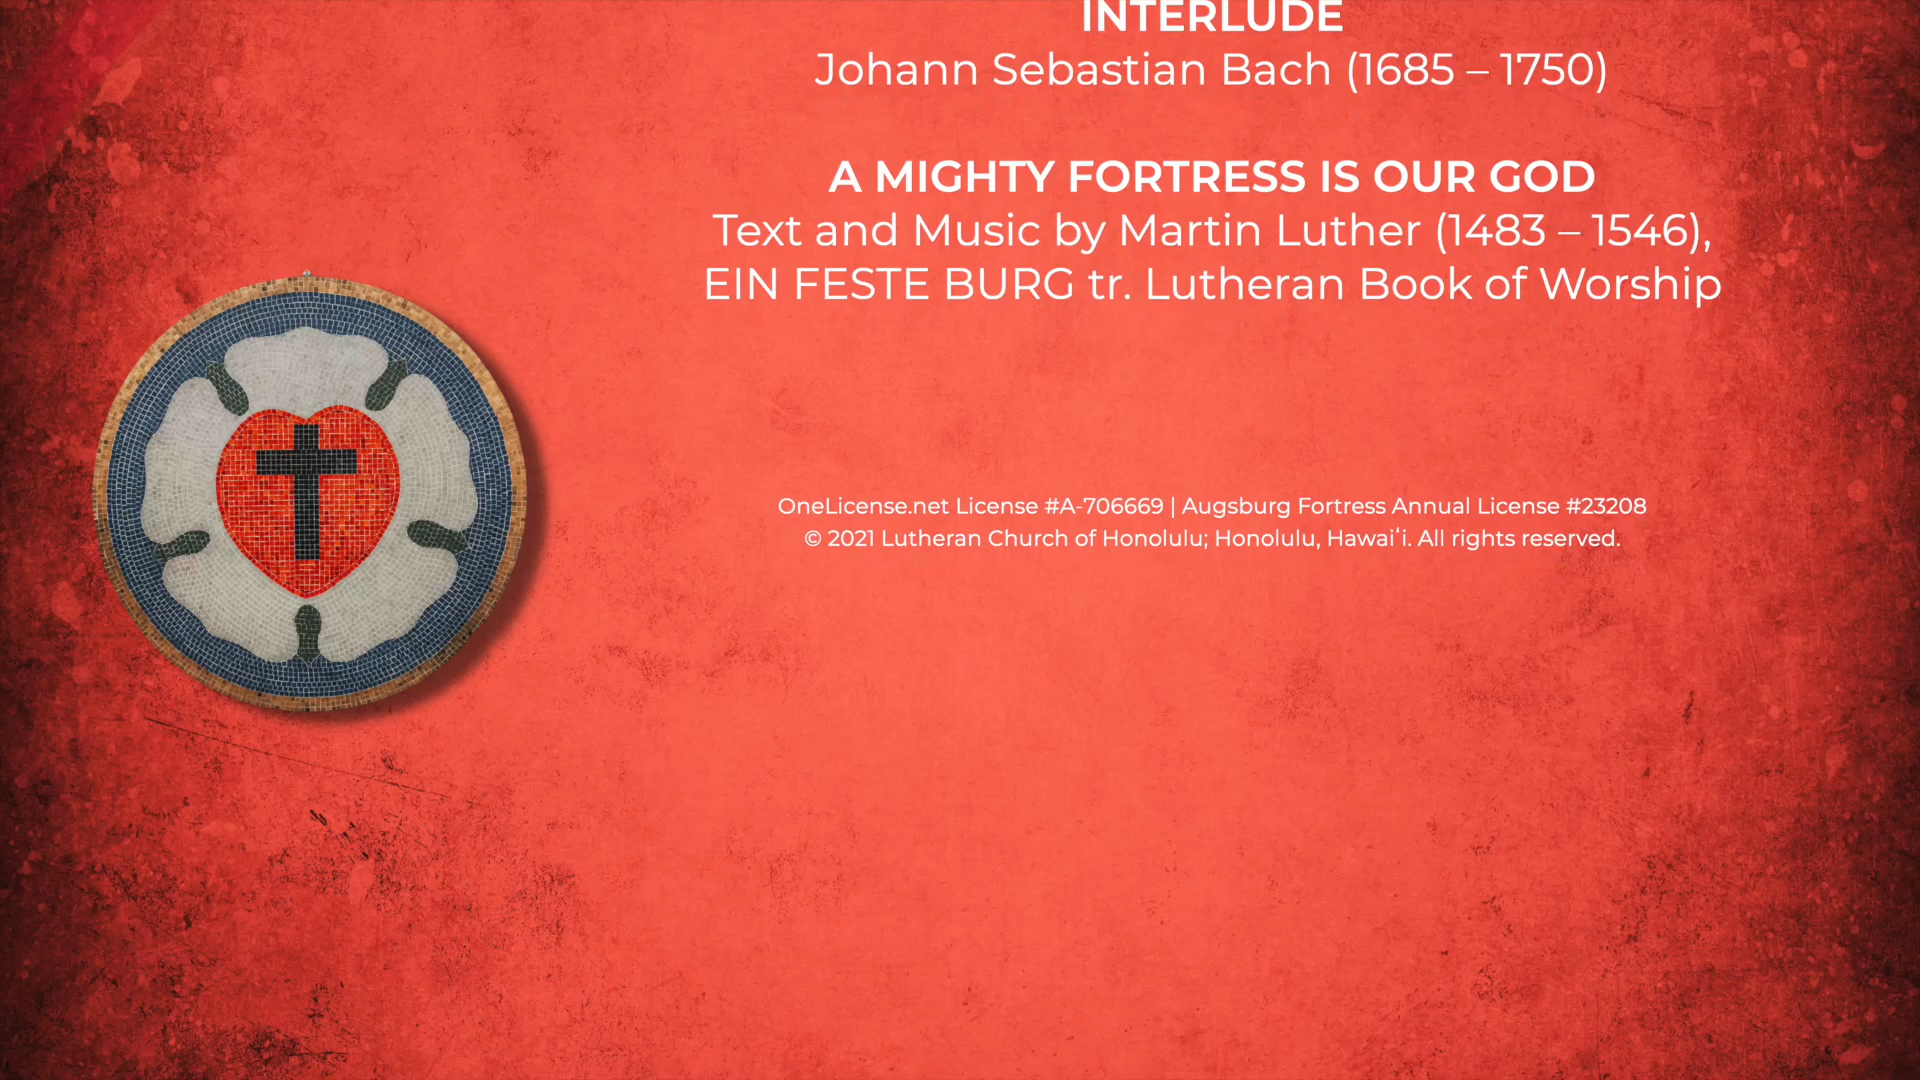 INTERLUDE
Johann Sebastian Bach (1685 – 1750)
A MIGHTY FORTRESS IS OUR GOD
Text and Music by Martin Luther (1483 – 1546),
EIN FESTE BURG tr. Lutheran Book of Worship
OneLicense.net License #A-706669 | Augsburg Fortress Annual License #23208
© 2021 Lutheran Church of Honolulu; Honolulu, Hawaiʻi. All rights reserved.